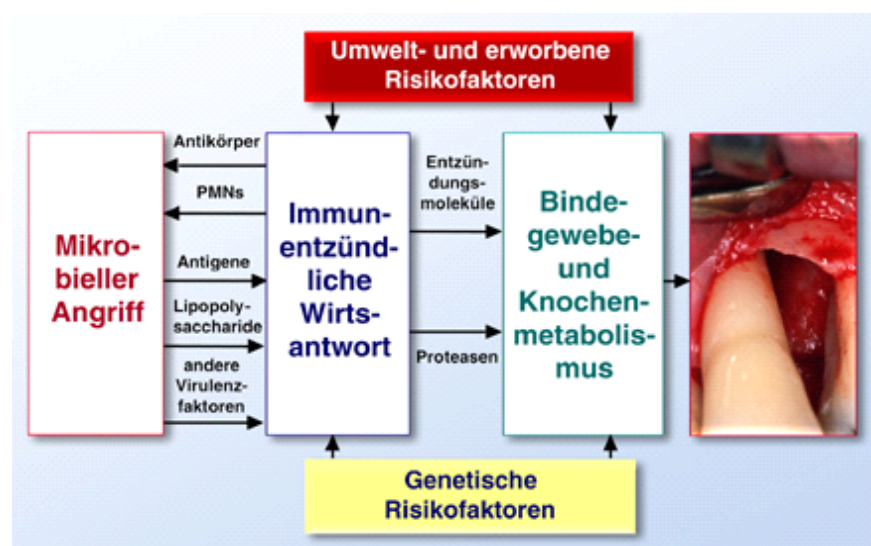 Umwelt- und erworbene
Risikofaktoren
Mikro-
bieller
Angriff
Antikörper
PMNs
Antigene
Lipopoly-
saccharide
andere
Virulenz-
faktoren
Immun-
entzünd-
liche
Wirts-
antwort
Entzün-
dungs-
moleküle
Proteasen
Binde-
gewebe-
und
Knochen-
metabolis-
mus
Genetische
Risikofaktoren